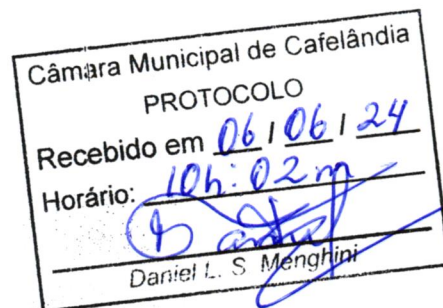 Câmara Municipal de Cafelândia
PROTOCOLO
Recebido em 06 / 06 / 24
Horário: 10h:02m
Daniel L. S. Menghini